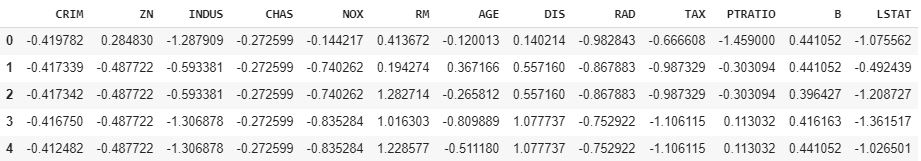 CRIM ZN INDUS CHAS NOX RM AGE DIS RAD TAX PTRATIO B LSTAT
0 -0.419782 0.284830 -1.287909 -0.272599 -0.144217 0.413672 -0.120013 0.140214 -0.982843 -0.666608 -1.459000 0.441052 -1.075562
1 -0.417339 -0.487722 -0.593381 -0.272599 -0.740262 0.194274 0.367166 0.557160 -0.867883 -0.987329 -0.303094 0.441052 -0.492439
2 -0.417342 -0.487722 -0.593381 -0.272599 -0.740262 1.282714 -0.265812 0.557160 -0.867883 -0.987329 -0.303094 0.396427 -1.208727
3 -0.416750 -0.487722 -1.306878 -0.272599 -0.835284 1.016303 -0.809889 1.077737 -0.752922 -1.106115 0.113032 0.416163 -1.361517
4 -0.412482 -0.487722 -1.306878 -0.272599 -0.835284 1.228577 -0.511180 1.077737 -0.752922 -1.106115 0.113032 0.441052 -1.026501